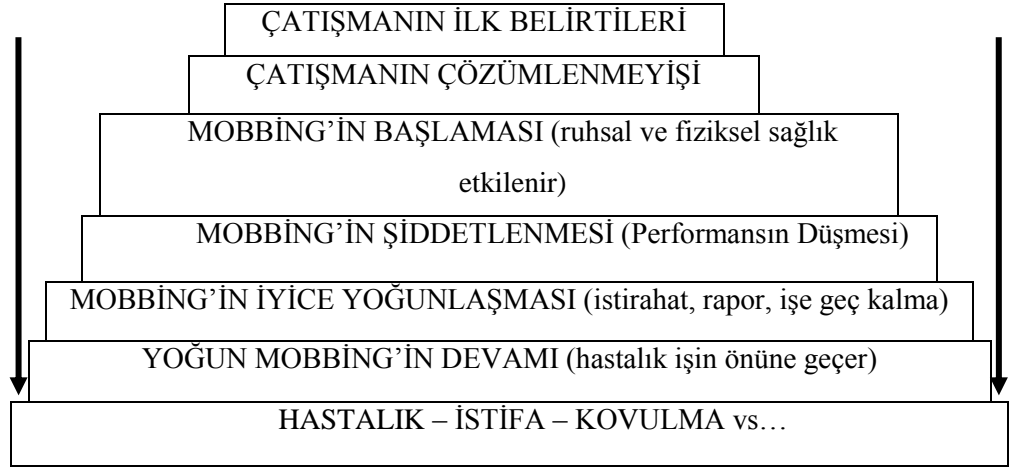 ÇATIŞMANIN İLK BELİRTİLERİ
ÇATIŞMANIN ÇÖZÜMLENMEYİŞİ
MOBBİNG’İN BAŞLAMASI (ruhsal ve fiziksel sağlık
etkilenir)
MOBBİNG’İN ŞİDDETLENMESİ (Performansın Düşmesi)
MOBBİNG’İN İYİCE YOĞUNLAŞMASI (istirahat, rapor, işe geç kalma)
YOĞUN MOBBİNG’İN DEVAMI (hastalık işin önüne geçer)
HASTALIK – İSTİFA – KOVULMA vs…